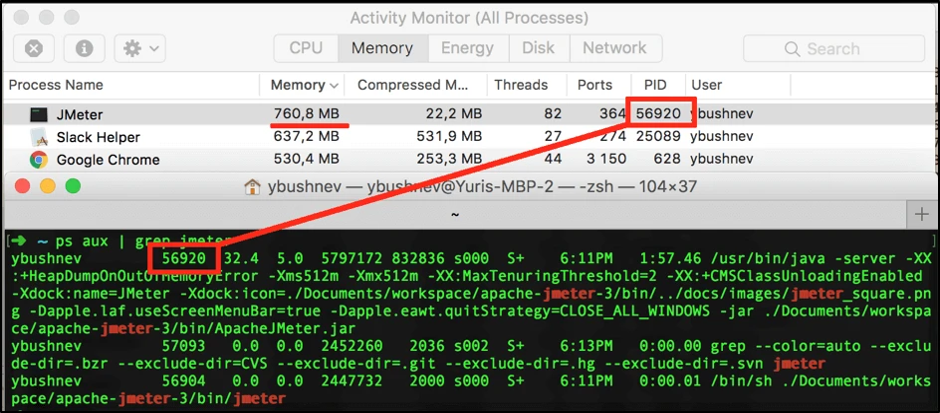 Activity Monitor (All Processes)
CPU Memory Energy Disk Network Search
Process Name Memory Compressed M... Threads Ports PID User
JMeter 760,8 MB 22,2 MB 82 364 56920 ybushnev
Slack Helper 637,2 MB 531,9 MB 27 274 25089 ybushnev
Google Chrome 530,4 MB 253,3 MB 44 3 150 628 ybushnev
ybushnev — ybushnev@Yuris-MBP-2 — -zsh — 104×37
~
[➜ ~ ps aux | grep jmeter
ybushnev 56920 32.4 5.0 5797172 832836 s000 S+ 6:11PM 1:57.46 /usr/bin/java -server -XX
:+HeapDumpOnOutOfMemoryError -Xms512m -Xmx512m -XX:MaxTenuringThreshold=2 -XX:+CMSClassUnloadingEnabled
-Xdock:name=JMeter -Xdock:icon=./Documents/workspace/apache-jmeter-3/bin/../docs/images/jmeter_square.pn
g -Dapple.laf.useScreenMenuBar=true -Dapple.eawt.quitStrategy=CLOSE_ALL_WINDOWS -jar ./Documents/workspa
ce/apache-jmeter-3/bin/ApacheJMeter.jar
ybushnev 57093 0.0 0.0 2452260 2036 s002 S+ 6:13PM 0:00.00 grep --color=auto --exclu
de-dir=.bzr --exclude-dir=CVS --exclude-dir=.git --exclude-dir=.hg --exclude-dir=.svn jmeter
ybushnev 56904 0.0 0.0 2447732 2000 s000 S+ 6:11PM 0:00.01 /bin/sh ./Documents/works
pace/apache-jmeter-3/bin/jmeter